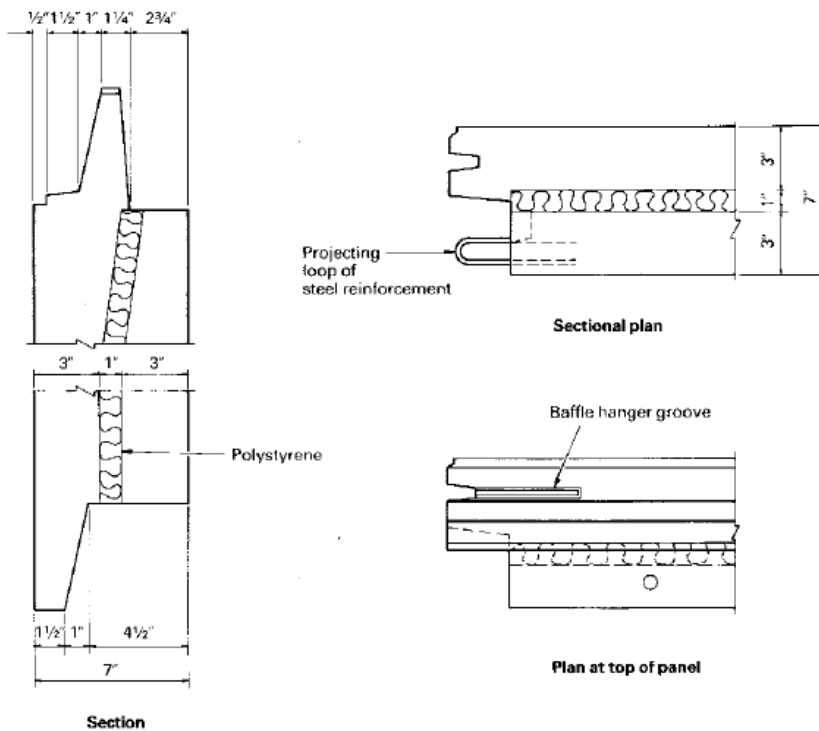 ½" 1½" 1" 1¼" 2¾"
3" 1" 3"
Polystyrene
1½" 1" 4½"
7"
Section
3"
1"
3"
7"
Projecting
loop of
steel reinforcement
Sectional plan
Baffle hanger groove
Plan at top of panel